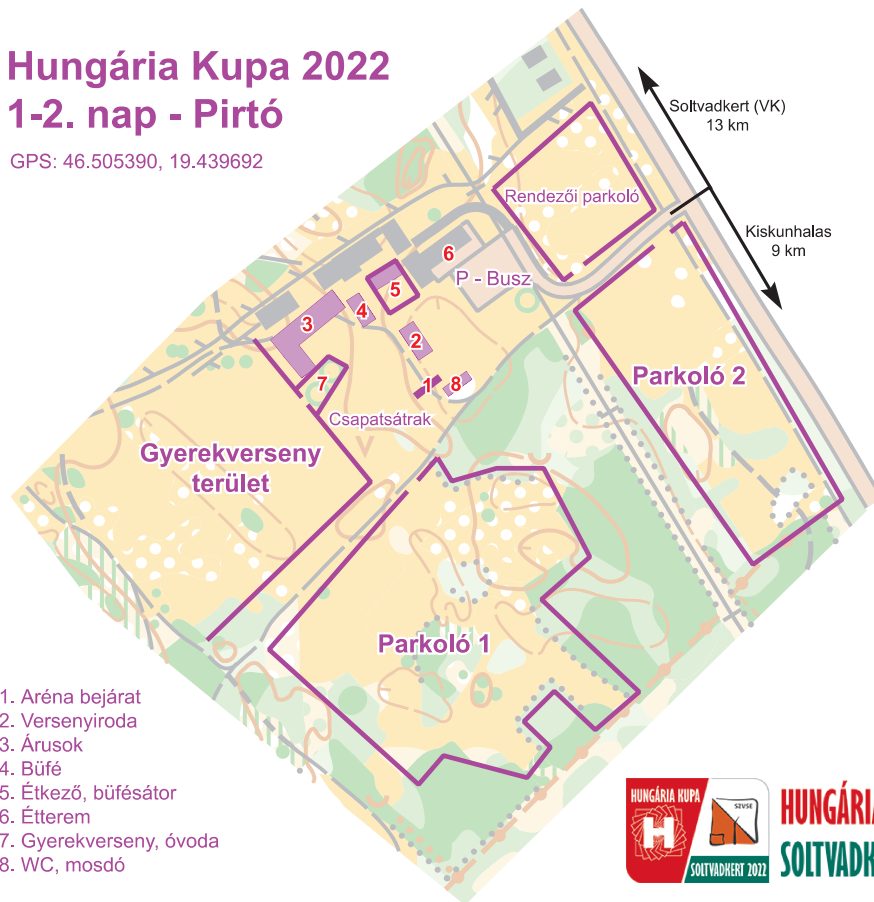 Hungária Kupa 2022
1-2. nap - Pirtó
GPS: 46.505390, 19.439692
Soltvadkert (VK)
13 km
Rendezői parkoló
Kiskunhalas
9 km
6
P - Busz
5
4
3
2
1
8
7
Parkoló 2
Csapatsátrak
Gyerekverseny
terület
Parkoló 1
1. Aréna bejárat
2. Versenyiroda
3. Árusok
4. Büfé
5. Étkező, büfésátor
6. Étterem
7. Gyerekverseny, óvoda
8. WC, mosdó
HUNGÁRIA KUPA
H
SZVSE
SOLTVADKERT 2022
HUNGÁRIA
SOLTVADK